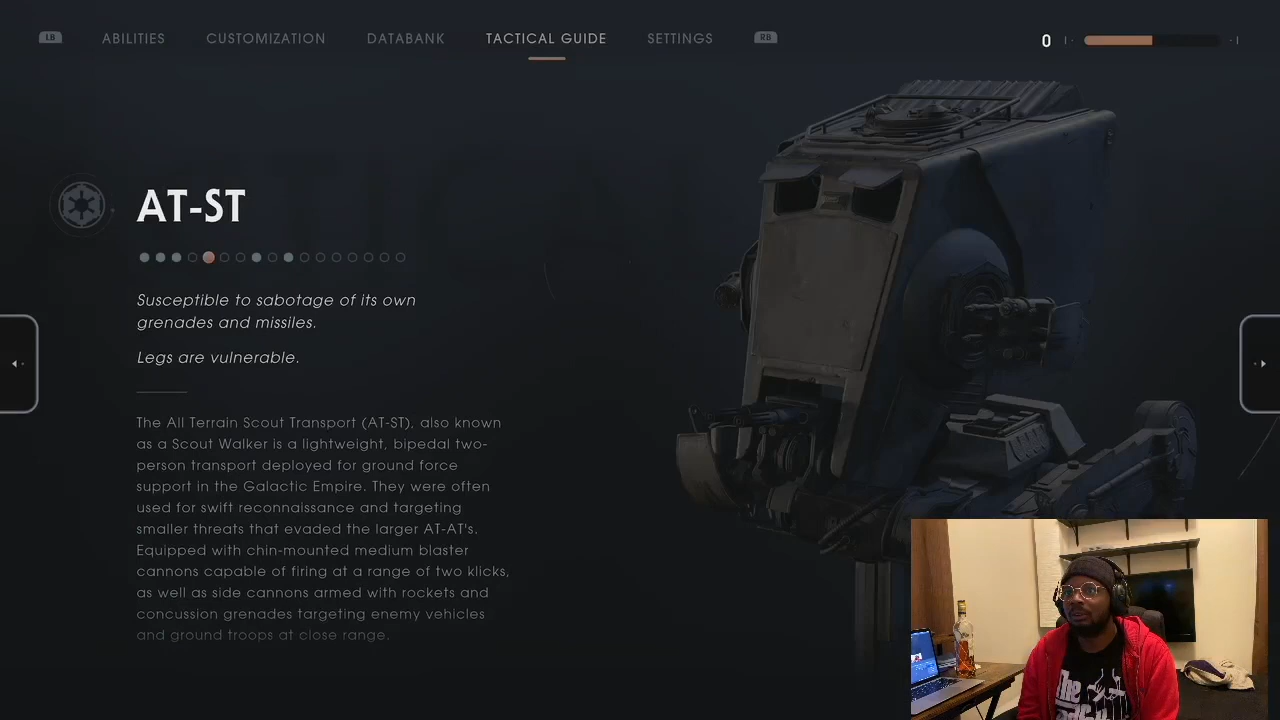 LB ABILITIES CUSTOMIZATION DATABANK TACTICAL GUIDE SETTINGS RB 0
AT-ST
Susceptible to sabotage of its own
grenades and missiles.
Legs are vulnerable.
The All Terrain Scout Transport (AT-ST), also known
as a Scout Walker is a lightweight, bipedal two-
person transport deployed for ground force
support in the Galactic Empire. They were often
used for swift reconnaissance and targeting
smaller threats that evaded the larger AT-AT's.
Equipped with chin-mounted medium blaster
cannons capable of firing at a range of two klicks,
as well as side cannons armed with rockets and
concussion grenades targeting enemy vehicles
and ground troops at close range.
The